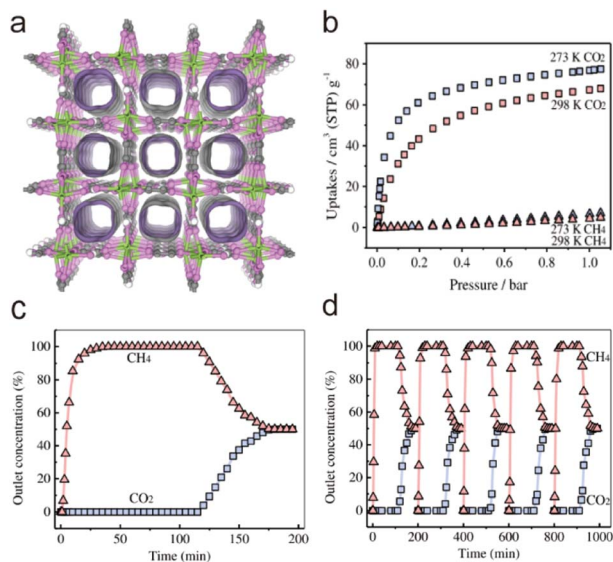 a
b
Uptakes / cm³ (STP) g⁻¹
80
60
40
20
0
273 K CO₂
298 K CO₂
273 K CH₄
298 K CH₄
0.0 0.2 0.4 0.6 0.8 1.0
Pressure / bar
c
Outlet concentration (%)
100
80
60
40
20
0
CH₄
CO₂
0 50 100 150 200
Time (min)
d
Outlet concentration (%)
100
80
60
40
20
0
CH₄
CO₂
0 200 400 600 800 1000
Time (min)